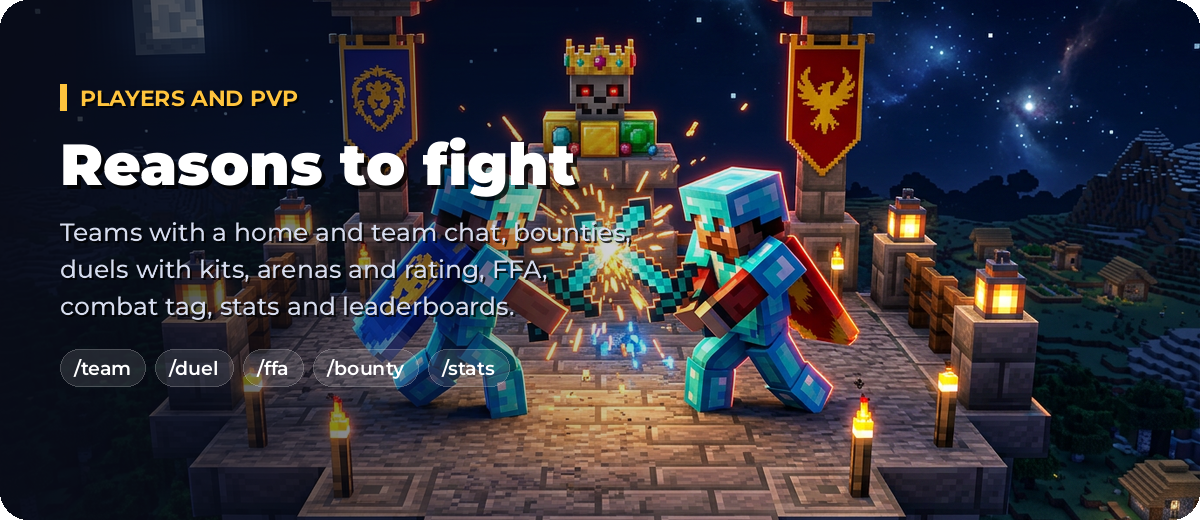 PLAYERS AND PVP
Reasons to fight
Teams with a home and team chat, bounties,
duels with kits, arenas and rating, FFA,
combat tag, stats and leaderboards.
/team /duel /ffa /bounty /stats